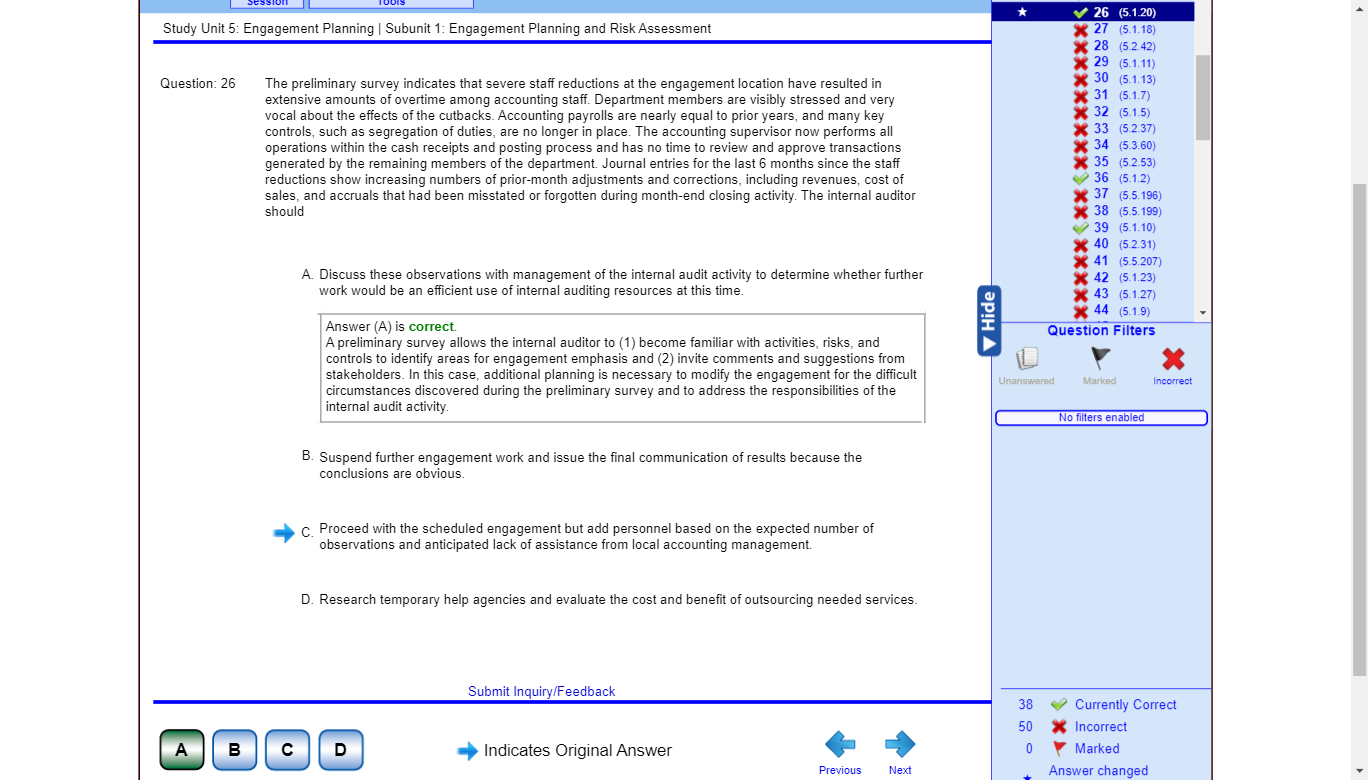 Session Tools
Study Unit 5: Engagement Planning | Subunit 1: Engagement Planning and Risk Assessment
Question: 26
The preliminary survey indicates that severe staff reductions at the engagement location have resulted in
extensive amounts of overtime among accounting staff. Department members are visibly stressed and very
vocal about the effects of the cutbacks. Accounting payrolls are nearly equal to prior years, and many key
controls, such as segregation of duties, are no longer in place. The accounting supervisor now performs all
operations within the cash receipts and posting process and has no time to review and approve transactions
generated by the remaining members of the department. Journal entries for the last 6 months since the staff
reductions show increasing numbers of prior-month adjustments and corrections, including revenues, cost of
sales, and accruals that had been misstated or forgotten during month-end closing activity. The internal auditor
should
A. Discuss these observations with management of the internal audit activity to determine whether further
work would be an efficient use of internal auditing resources at this time.
Answer (A) is correct.
A preliminary survey allows the internal auditor to (1) become familiar with activities, risks, and
controls to identify areas for engagement emphasis and (2) invite comments and suggestions from
stakeholders. In this case, additional planning is necessary to modify the engagement for the difficult
circumstances discovered during the preliminary survey and to address the responsibilities of the
internal audit activity.
B. Suspend further engagement work and issue the final communication of results because the
conclusions are obvious.
C. Proceed with the scheduled engagement but add personnel based on the expected number of
observations and anticipated lack of assistance from local accounting management.
D. Research temporary help agencies and evaluate the cost and benefit of outsourcing needed services.
Submit Inquiry/Feedback
A B C D
Indicates Original Answer
Previous Next
26 (5.1.20)
27 (5.1.18)
28 (5.2.42)
29 (5.1.11)
30 (5.1.13)
31 (5.1.7)
32 (5.1.5)
33 (5.2.37)
34 (5.3.60)
35 (5.2.53)
36 (5.1.2)
37 (5.5.196)
38 (5.5.199)
39 (5.1.10)
40 (5.2.31)
41 (5.5.207)
42 (5.1.23)
43 (5.1.27)
44 (5.1.9)
Hide
Question Filters
Unanswered Marked Incorrect
No filters enabled
38 Currently Correct
50 Incorrect
0 Marked
Answer changed